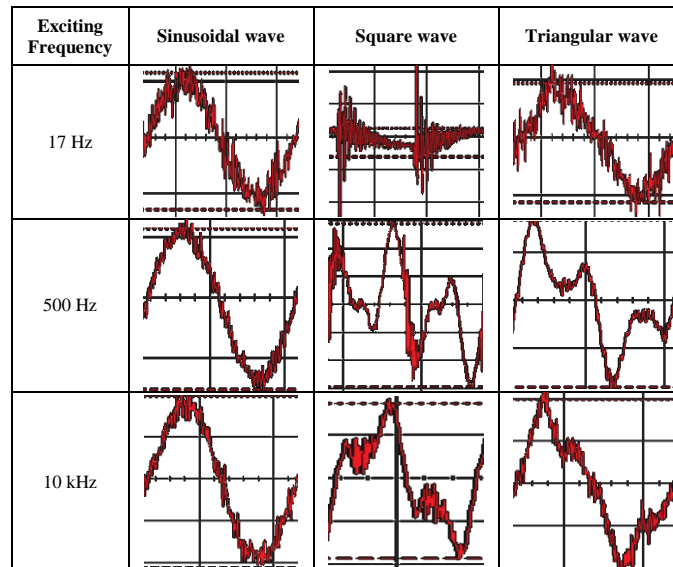 Exciting
Frequency
Sinusoidal wave
Square wave
Triangular wave
17 Hz
500 Hz
10 kHz